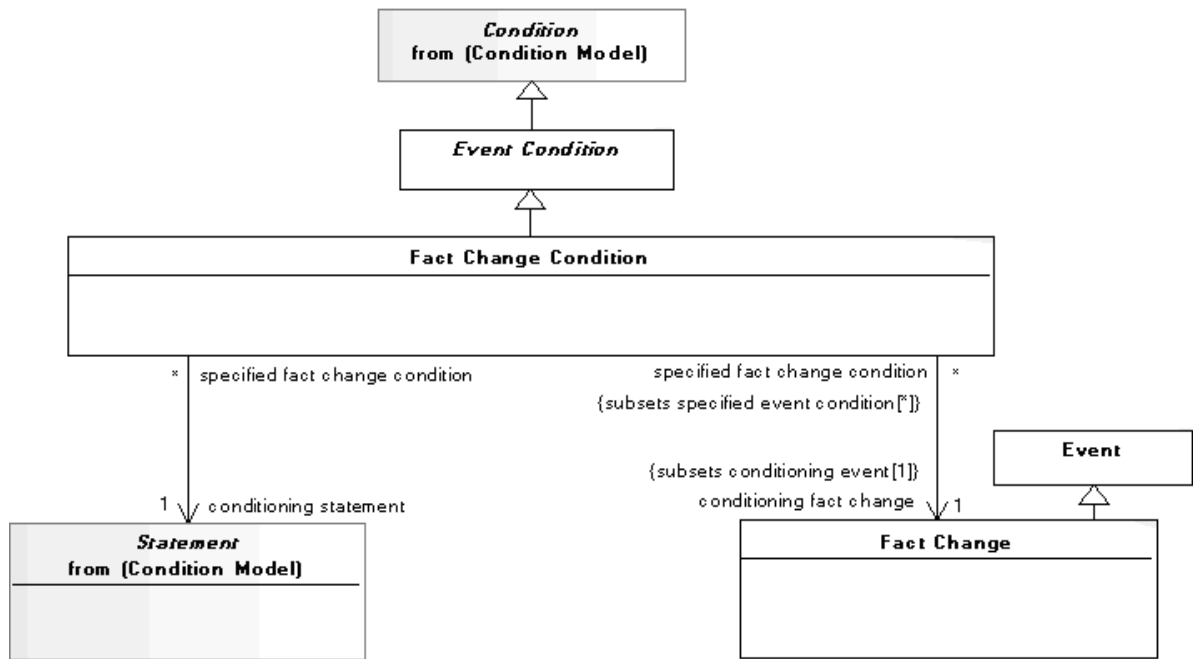 Condition
from (Condition Model)
Event Condition
Fact Change Condition
* specified fact change condition
specified fact change condition *
{subsets specified event condition[*]}
Event
{subsets conditioning event[1]}
1 conditioning statement
conditioning fact change 1
Statement
from (Condition Model)
Fact Change